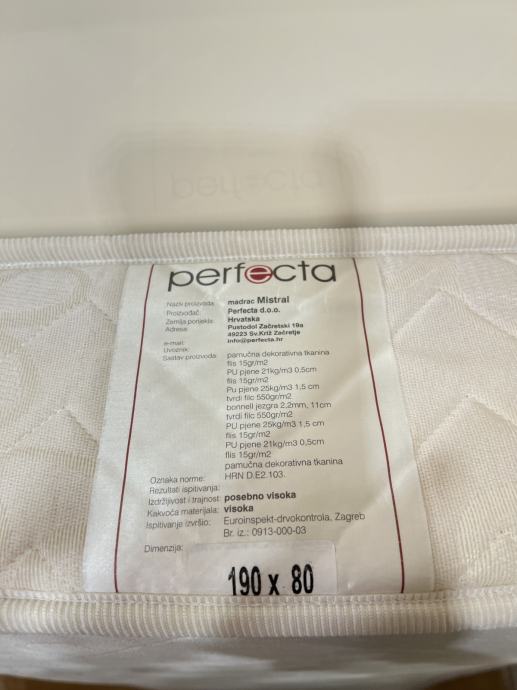 perfecta
Naziv proizvoda: madrac Mistral
Proizvođač: Perfecta d.o.o.
Zemlja porijekla: Hrvatska
Adresa: Pustodol Začretski 19a
49223 Sv.Križ Začretje
e-mail: info@perfecta.hr
Uvoznik:
Sastav proizvoda: pamučna dekorativna tkanina
flis 15gr/m2
PU pjene 21kg/m3 0,5cm
flis 15gr/m2
Pu pjene 25kg/m3 1,5 cm
tvrdi filc 550gr/m2
bonnell jezgra 2,2mm, 11cm
tvrdi filc 550gr/m2
PU pjene 25kg/m3 1,5 cm
flis 15gr/m2
PU pjene 21kg/m3 0,5cm
flis 15gr/m2
pamučna dekorativna tkanina
Oznaka norme: HRN D.E2.103.
Rezultati ispitivanja:
Izdržljivost i trajnost: posebno visoka
Kakvoća materijala: visoka
Ispitivanje izvršio: Euroinspekt-drvokontrola, Zagreb
Br. iz.: 0913-000-03
Dimenzija:
190 x 80